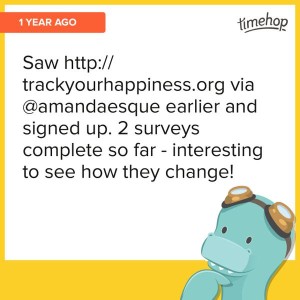 1 YEAR AGO
timehop
Saw http://
trackyourhappiness.org via
@amandaesque earlier and
signed up. 2 surveys
complete so far - interesting
to see how they change!